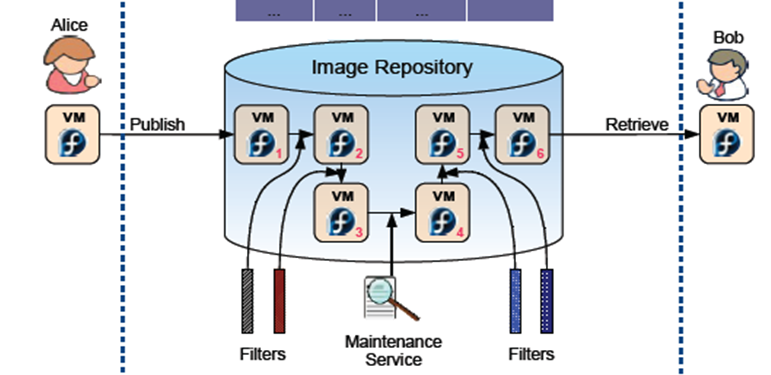 ... ... ...
Alice
Bob
Image Repository
VM
Publish
VM 1
VM 2
VM 5
VM 6
Retrieve
VM
VM 3
VM 4
Filters
Maintenance
Service
Filters